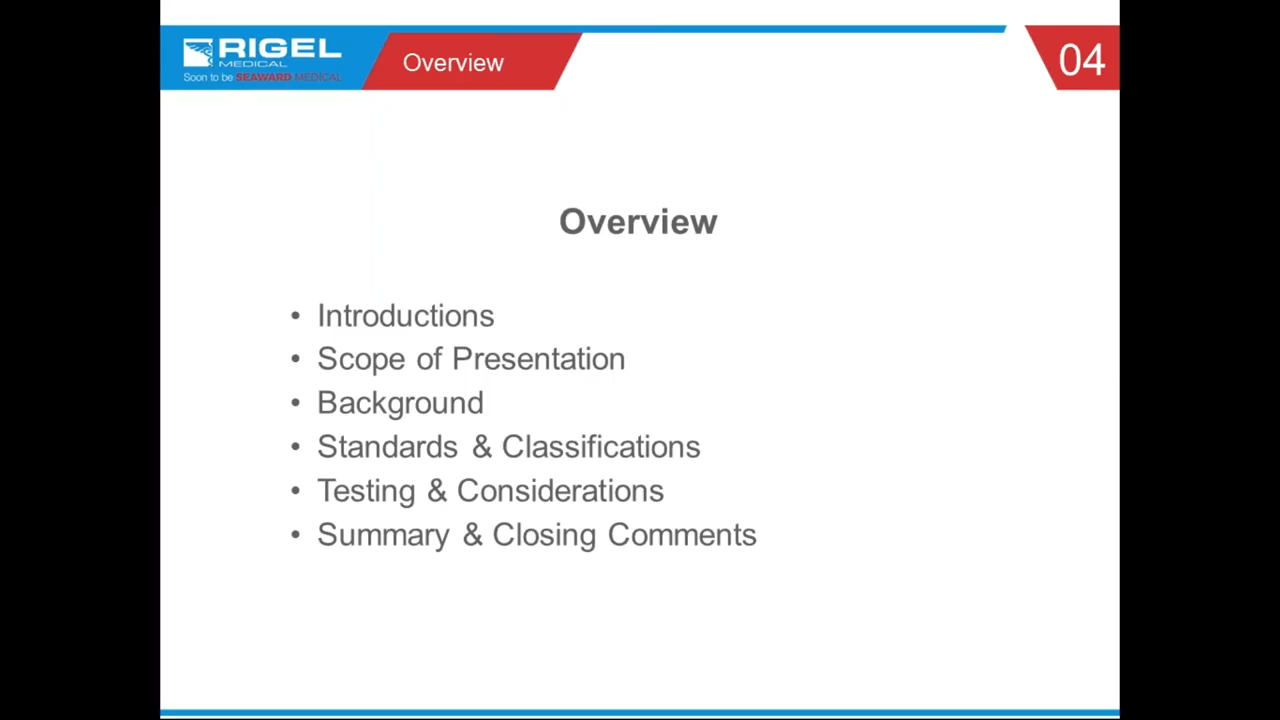 RIGEL
MEDICAL
Soon to be SEAWARD MEDICAL
Overview
04
Overview
• Introductions
• Scope of Presentation
• Background
• Standards & Classifications
• Testing & Considerations
• Summary & Closing Comments